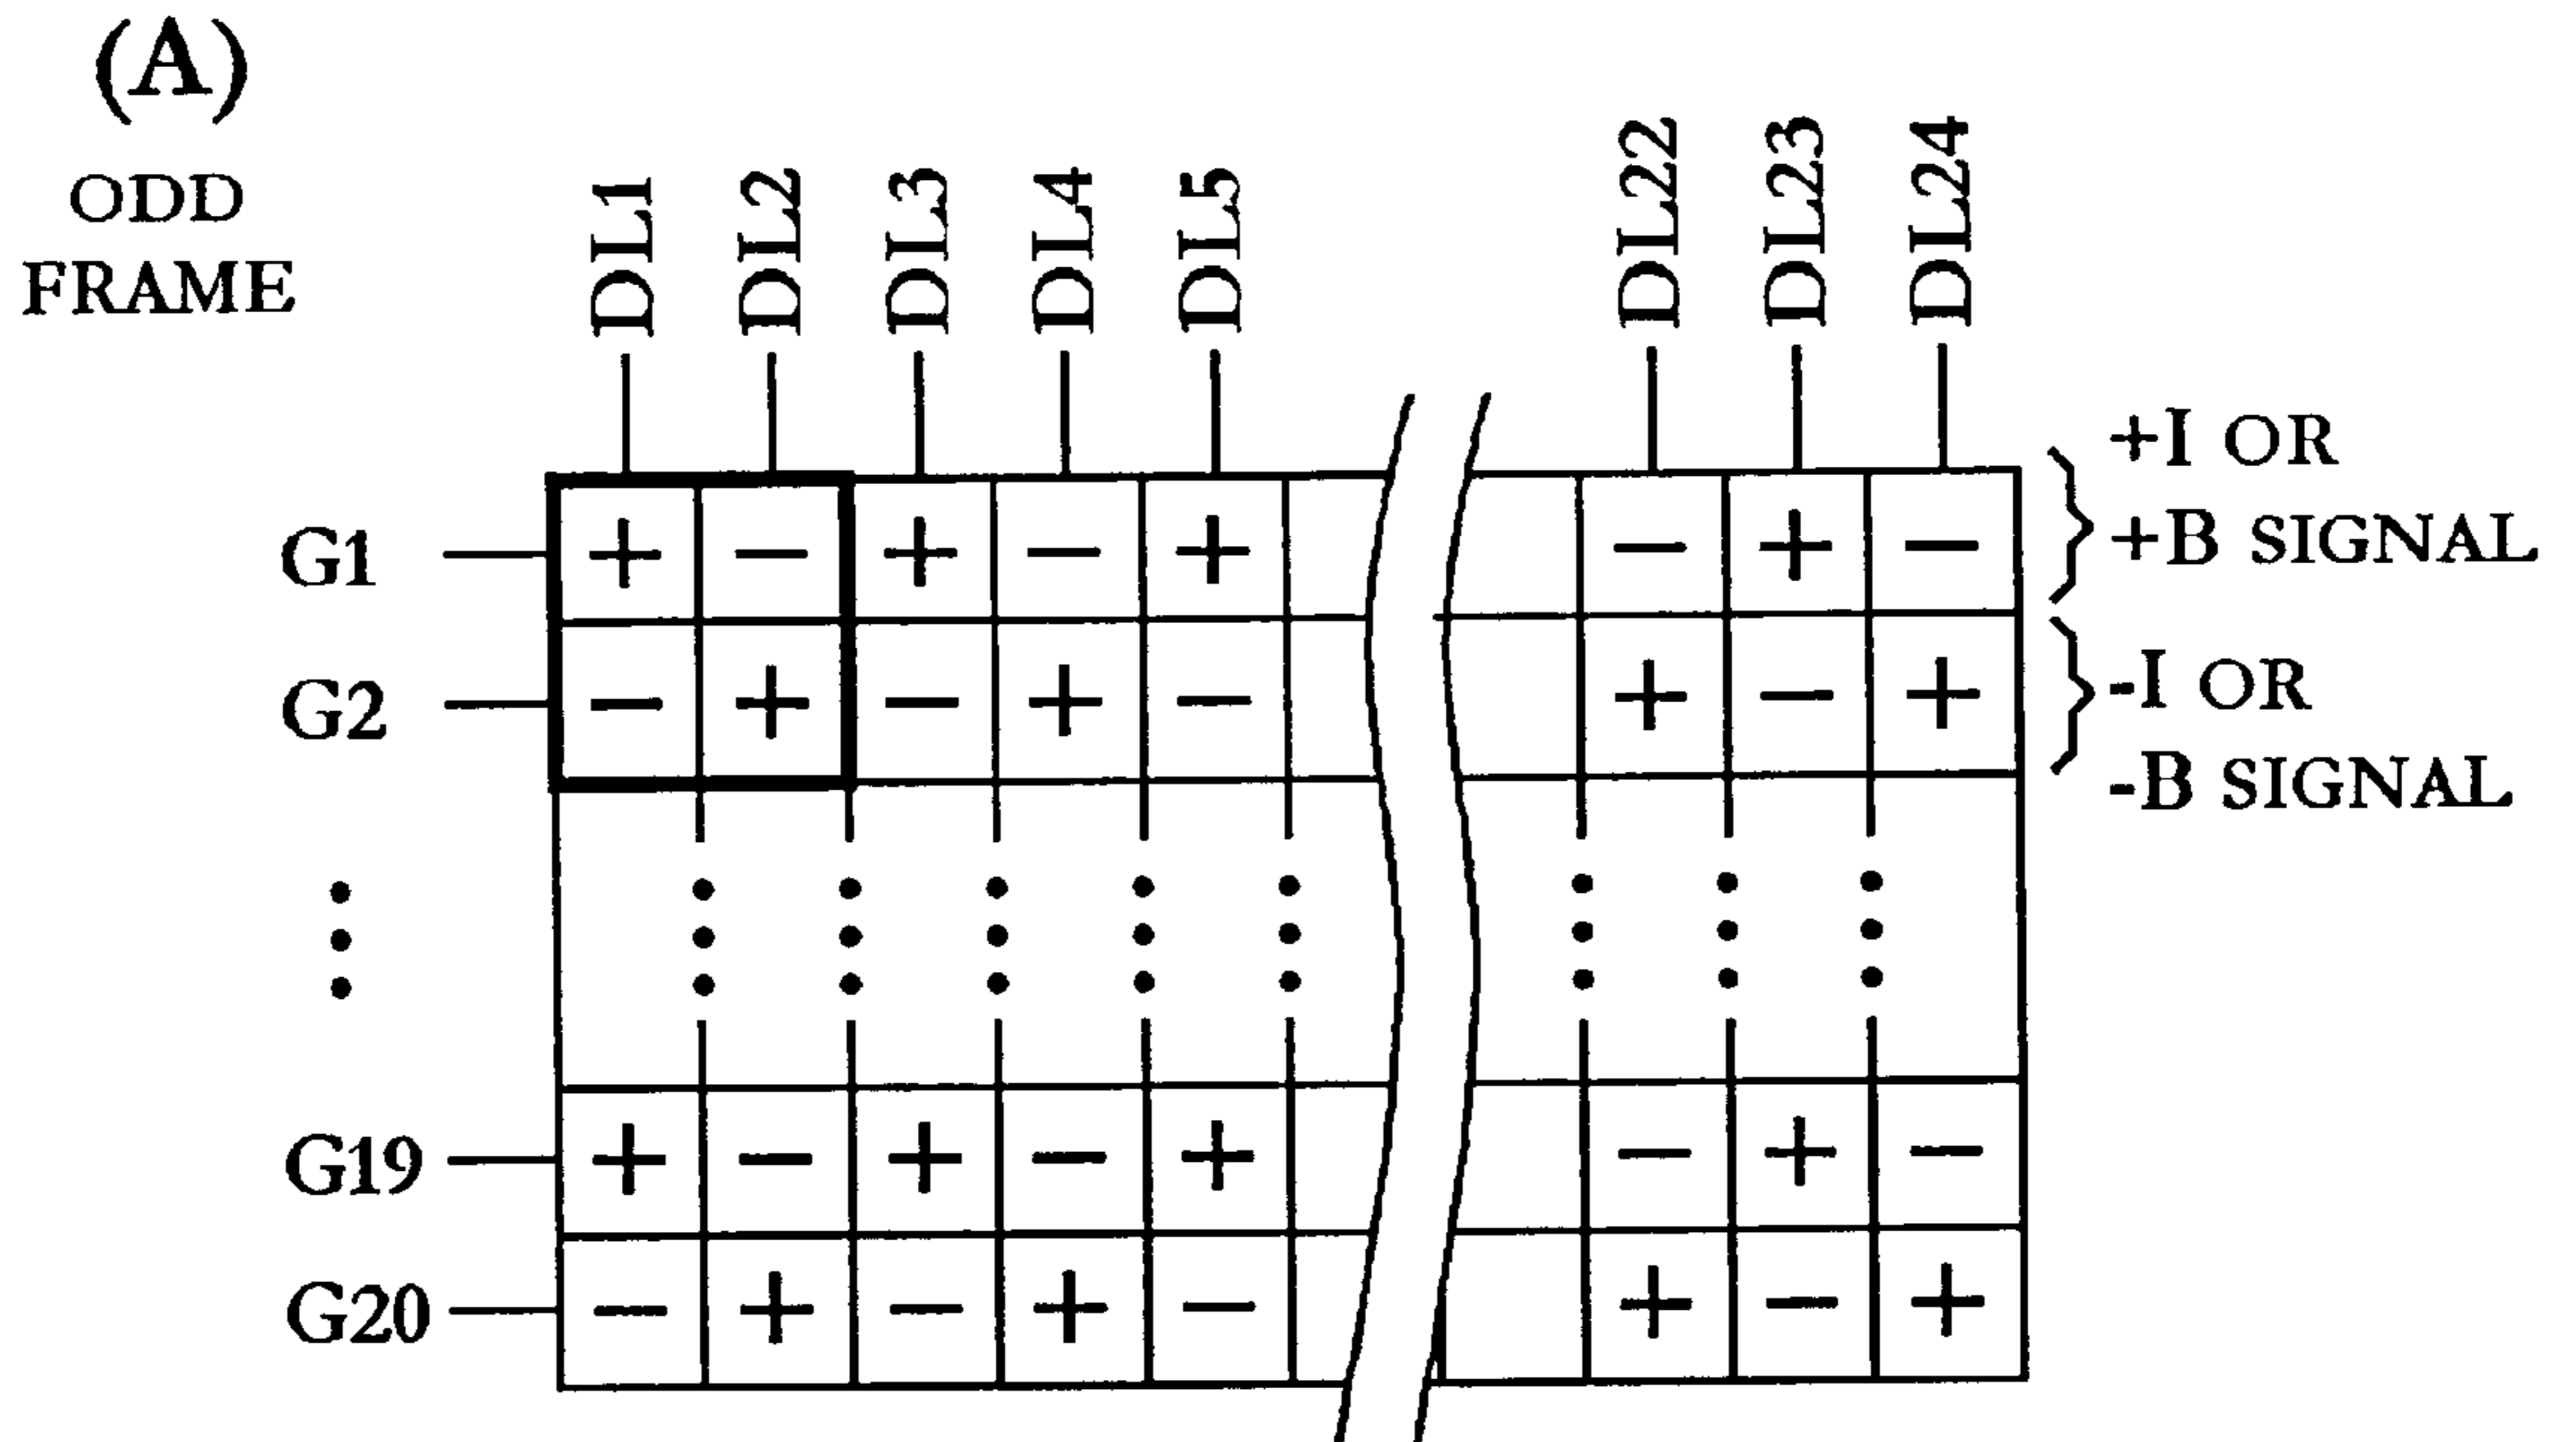 (A)
ODD
FRAME
DL1 DL2 DL3 DL4 DL5 DL22 DL23 DL24
G1 + − + − + − + −
+I OR
+B SIGNAL
G2 − + − + − + − +
-I OR
-B SIGNAL
G19 + − + − + − + −
G20 − + − + − + − +